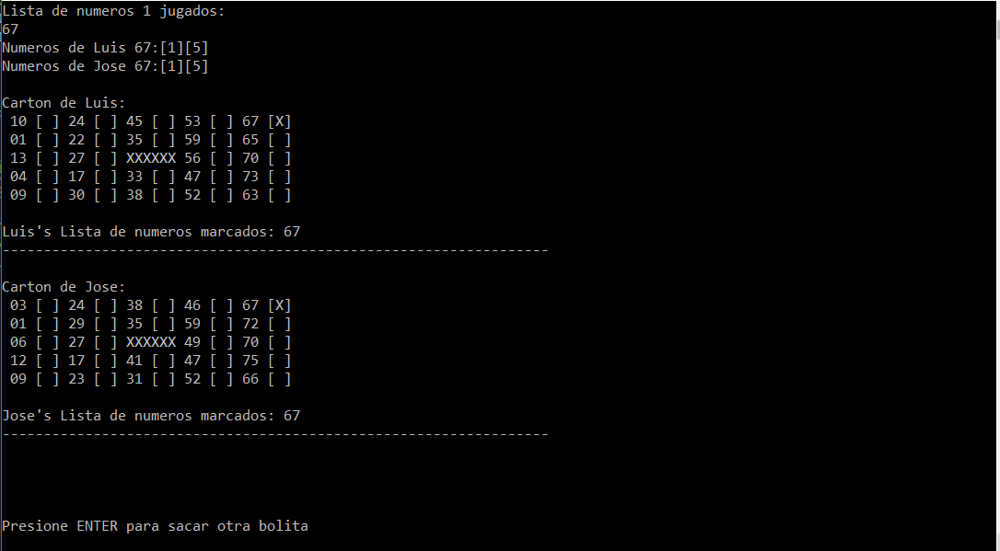 Lista de numeros 1 jugados:
67
Numeros de Luis 67:[1][5]
Numeros de Jose 67:[1][5]
Carton de Luis:
10 [ ] 24 [ ] 45 [ ] 53 [ ] 67 [X]
01 [ ] 22 [ ] 35 [ ] 59 [ ] 65 [ ]
13 [ ] 27 [ ] XXXXXX 56 [ ] 70 [ ]
04 [ ] 17 [ ] 33 [ ] 47 [ ] 73 [ ]
09 [ ] 30 [ ] 38 [ ] 52 [ ] 63 [ ]
Luis's Lista de numeros marcados: 67
------------------------------------------------------------------
Carton de Jose:
03 [ ] 24 [ ] 38 [ ] 46 [ ] 67 [X]
01 [ ] 29 [ ] 35 [ ] 59 [ ] 72 [ ]
06 [ ] 27 [ ] XXXXXX 49 [ ] 70 [ ]
12 [ ] 17 [ ] 41 [ ] 47 [ ] 75 [ ]
09 [ ] 23 [ ] 31 [ ] 52 [ ] 66 [ ]
Jose's Lista de numeros marcados: 67
------------------------------------------------------------------
Presione ENTER para sacar otra bolita